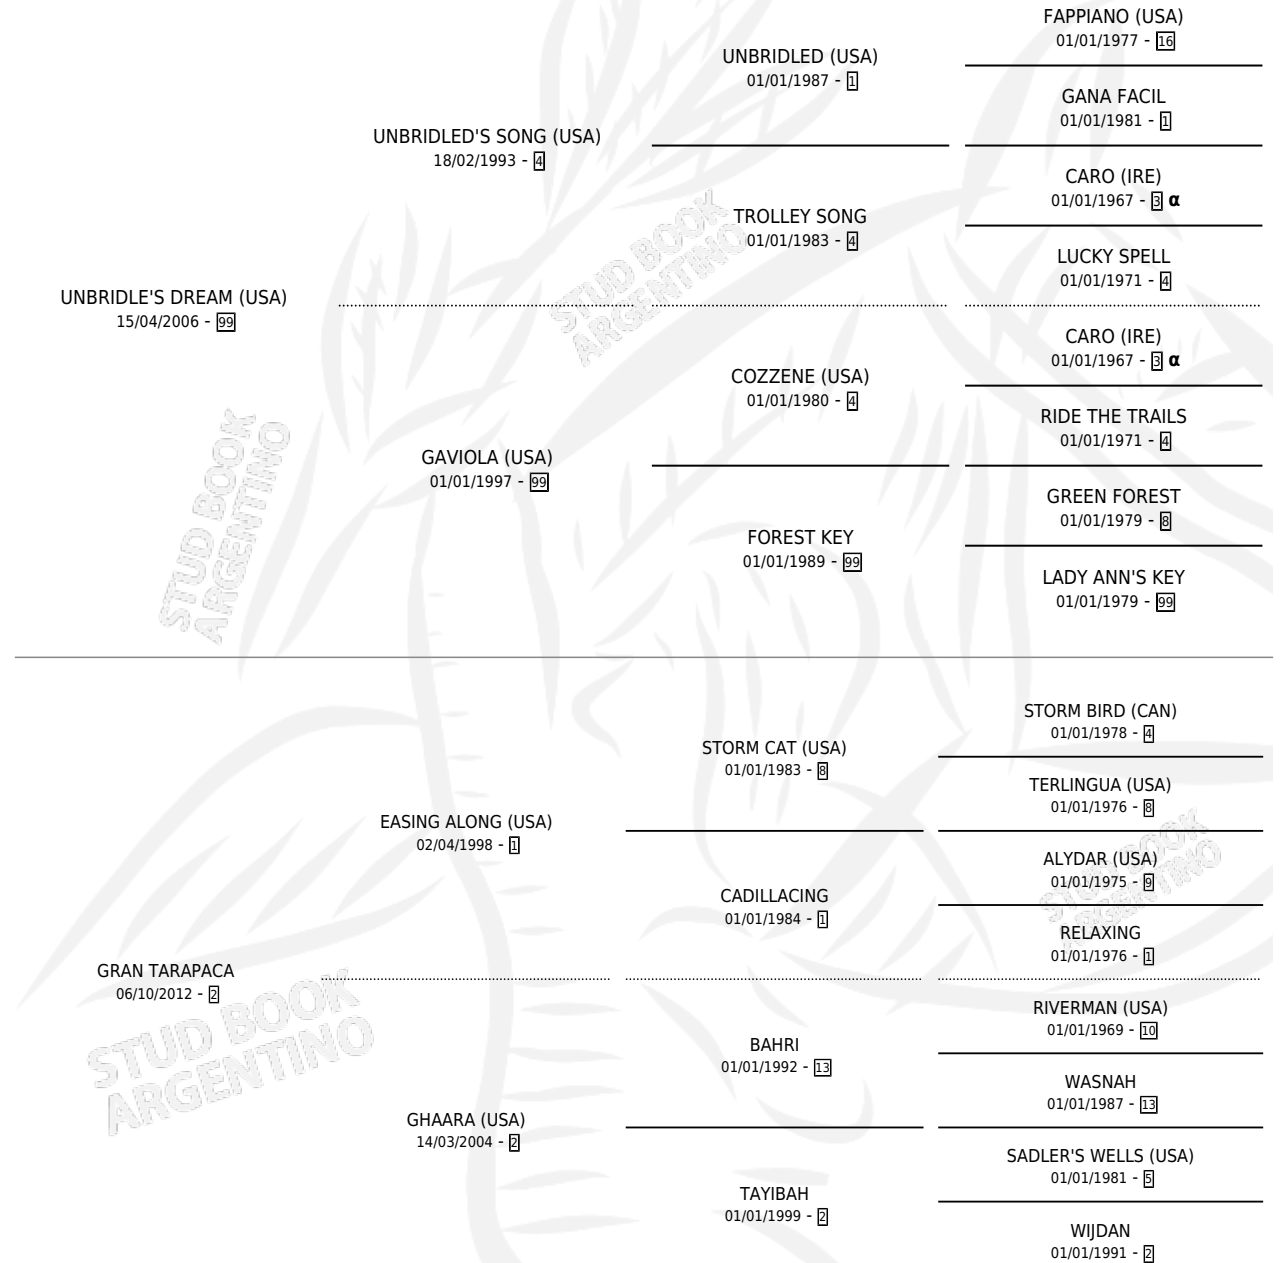 FAPPIANO (USA)
01/01/1977 - 16
UNBRIDLED (USA)
01/01/1987 - 1
GANA FACIL
01/01/1981 - 1
UNBRIDLED'S SONG (USA)
18/02/1993 - 4
CARO (IRE)
01/01/1967 - 3 α
TROLLEY SONG
01/01/1983 - 4
LUCKY SPELL
01/01/1971 - 4
UNBRIDLE'S DREAM (USA)
15/04/2006 - 99
STUD BOOK
ARGENTINO
CARO (IRE)
01/01/1967 - 3 α
COZZENE (USA)
01/01/1980 - 4
RIDE THE TRAILS
01/01/1971 - 4
GAVIOLA (USA)
01/01/1997 - 99
GREEN FOREST
01/01/1979 - 8
FOREST KEY
01/01/1989 - 99
LADY ANN'S KEY
01/01/1979 - 99
STUD BOOK
ARGENTINO
STORM BIRD (CAN)
01/01/1978 - 4
STORM CAT (USA)
01/01/1983 - 8
TERLINGUA (USA)
01/01/1976 - 8
EASING ALONG (USA)
02/04/1998 - 1
ALYDAR (USA)
01/01/1975 - 9
STUD BOOK
ARGENTINO
CADILLACING
01/01/1984 - 1
RELAXING
01/01/1976 - 1
GRAN TARAPACA
06/10/2012 - 2
STUD BOOK
ARGENTINO
RIVERMAN (USA)
01/01/1969 - 10
BAHRI
01/01/1992 - 13
WASNAH
01/01/1987 - 13
GHAARA (USA)
14/03/2004 - 2
SADLER'S WELLS (USA)
01/01/1981 - 5
TAYIBAH
01/01/1999 - 2
WIJDAN
01/01/1991 - 2